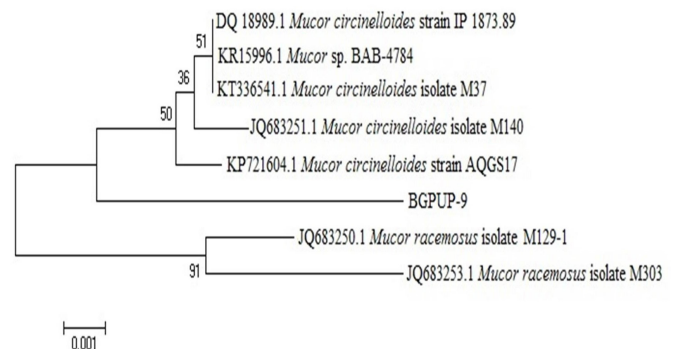 DQ 18989.1 Mucor circinelloides strain IP 1873.89
51
KR15996.1 Mucor sp. BAB-4784
36
KT336541.1 Mucor circinelloides isolate M37
50
JQ683251.1 Mucor circinelloides isolate M140
KP721604.1 Mucor circinelloides strain AQGS17
BGPUP-9
JQ683250.1 Mucor racemosus isolate M129-1
91
JQ683253.1 Mucor racemosus isolate M303
0.001